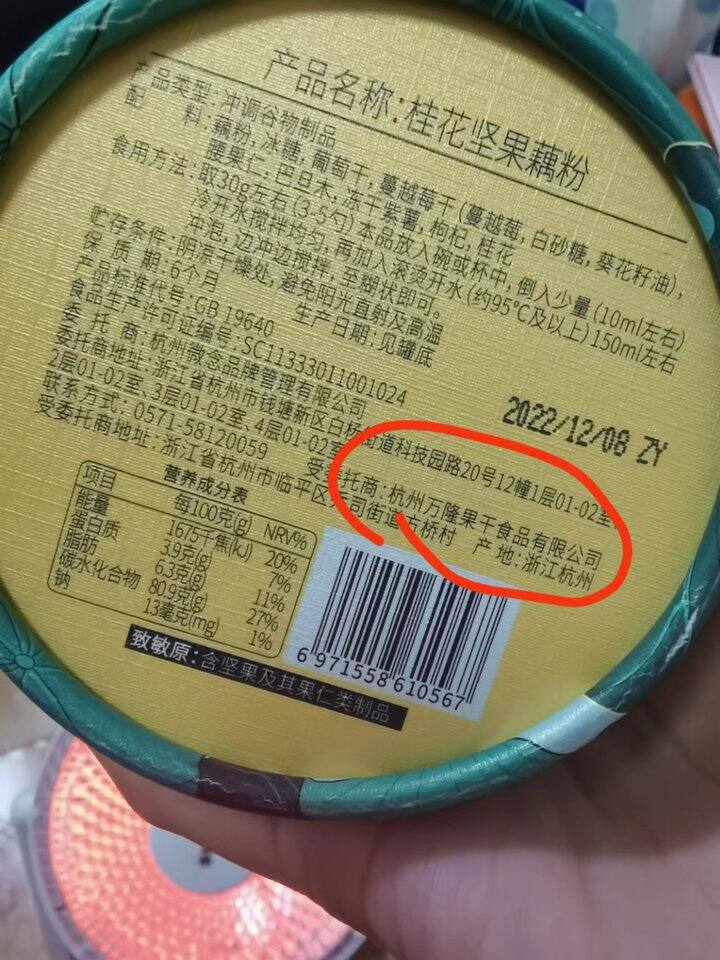 产品名称:桂花坚果藕粉
产品类型:冲调谷物制品
配 料:藕粉,冰糖,葡萄干,蔓越莓干(蔓越莓,白砂糖,葵花籽油),
腰果仁,巴旦木,冻干紫薯,枸杞,桂花
食用方法:取30g左右(3-5勺)本品放入碗或杯中,倒入少量(10ml左右)
冷开水搅拌均匀,再加入滚烫开水(约95℃及以上)150ml左右
冲泡,边冲边搅拌,至糊状即可。
贮存条件:阴凉干燥处,避免阳光直射及高温
保 质 期:6个月 生产日期:见罐底
产品标准代号:GB 19640
食品生产许可证编号:SC11333011001024
委 托 商:杭州微念品牌管理有限公司
委托商地址:浙江省杭州市钱塘新区白杨街道科技园路20号12幢1层01-02室
2层01-02室、3层01-02室、4层01-02室
联系方式:0571-58120059 受委托商:杭州万隆果干食品有限公司
受委托商地址:浙江省杭州市临平区 司街道方桥村 产 地:浙江杭州
2022/12/08 ZY
营养成分表
项目 每100克(g) NRV%
能量 1675千焦(kJ) 20%
蛋白质 3.9克(g) 7%
脂肪 6.3克(g) 11%
碳水化合物 80.9克(g) 27%
钠 13毫克(mg) 1%
6 971558 610567
致敏原:含坚果及其果仁类制品